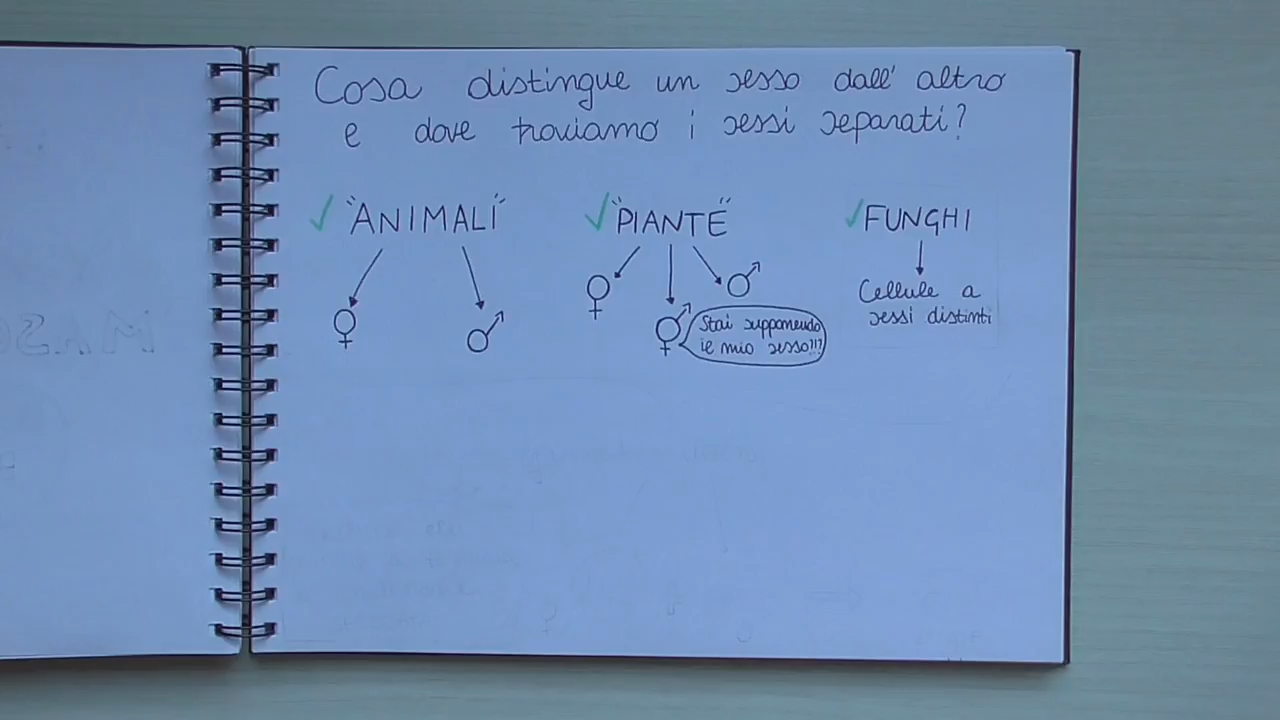 Cosa distingue un sesso dall'altro
e dove troviamo i sessi separati?
"ANIMALI"
"PIANTE"
FUNGHI
Cellule a
sessi distinti
Stai supponendo
il mio sesso!!?